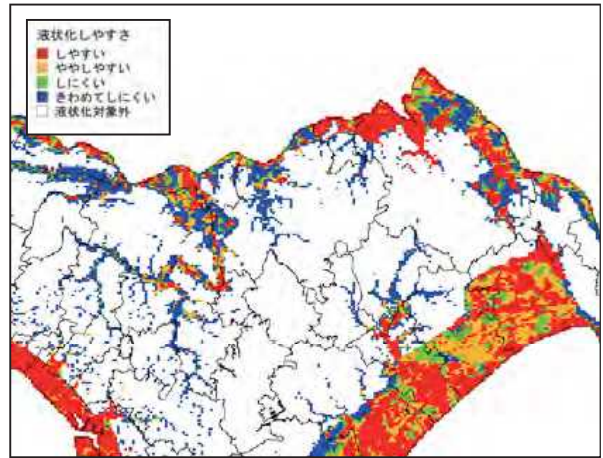 液状化しやすさ
しやすい
ややしやすい
しにくい
きわめてしにくい
液状化対象外